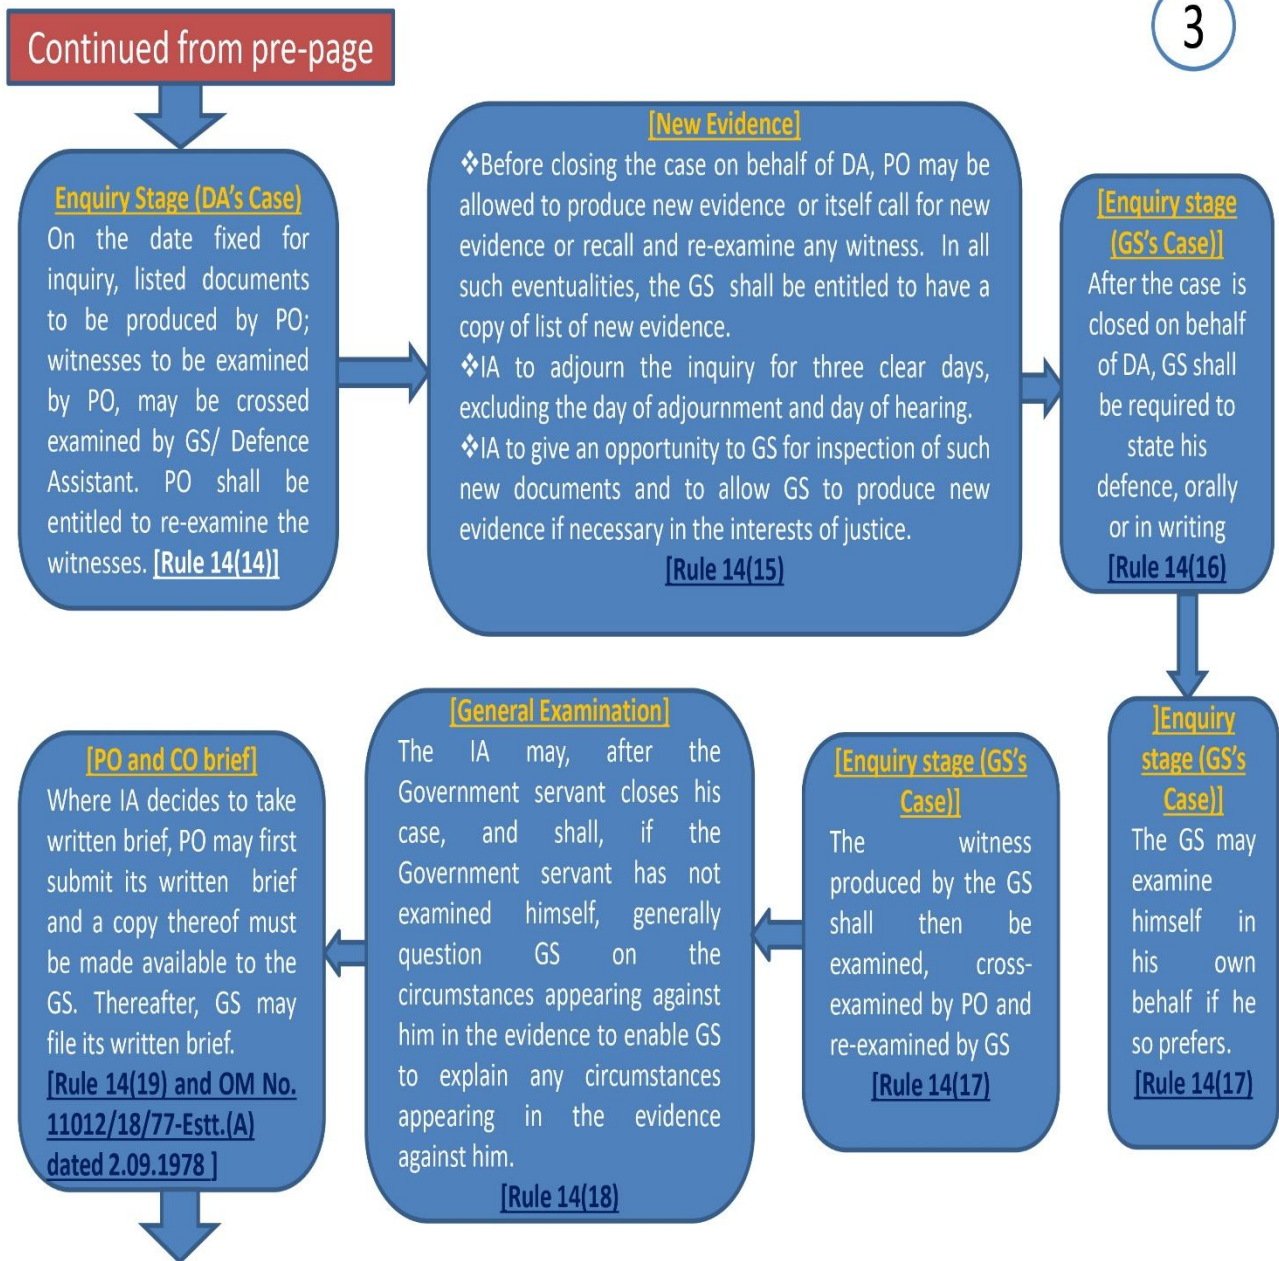 3
Continued from pre-page
Enquiry Stage (DA's Case)
On the date fixed for
inquiry, listed documents
to be produced by PO;
witnesses to be examined
by PO, may be crossed
examined by GS/ Defence
Assistant. PO shall be
entitled to re-examine the
witnesses. [Rule 14(14)]
[New Evidence]
❖Before closing the case on behalf of DA, PO may be
allowed to produce new evidence or itself call for new
evidence or recall and re-examine any witness. In all
such eventualities, the GS shall be entitled to have a
copy of list of new evidence.
❖IA to adjourn the inquiry for three clear days,
excluding the day of adjournment and day of hearing.
❖IA to give an opportunity to GS for inspection of such
new documents and to allow GS to produce new
evidence if necessary in the interests of justice.
[Rule 14(15)
[Enquiry stage
(GS's Case)]
After the case is
closed on behalf
of DA, GS shall
be required to
state his
defence, orally
or in writing
[Rule 14(16)
]Enquiry
stage (GS's
Case)]
The GS may
examine
himself in
his own
behalf if he
so prefers.
[Rule 14(17)
[Enquiry stage (GS's
Case)]
The witness
produced by the GS
shall then be
examined, cross-
examined by PO and
re-examined by GS
[Rule 14(17)
[General Examination]
The IA may, after the
Government servant closes his
case, and shall, if the
Government servant has not
examined himself, generally
question GS on the
circumstances appearing against
him in the evidence to enable GS
to explain any circumstances
appearing in the evidence
against him.
[Rule 14(18)
[PO and CO brief]
Where IA decides to take
written brief, PO may first
submit its written brief
and a copy thereof must
be made available to the
GS. Thereafter, GS may
file its written brief.
[Rule 14(19) and OM No.
11012/18/77-Estt.(A)
dated 2.09.1978 ]